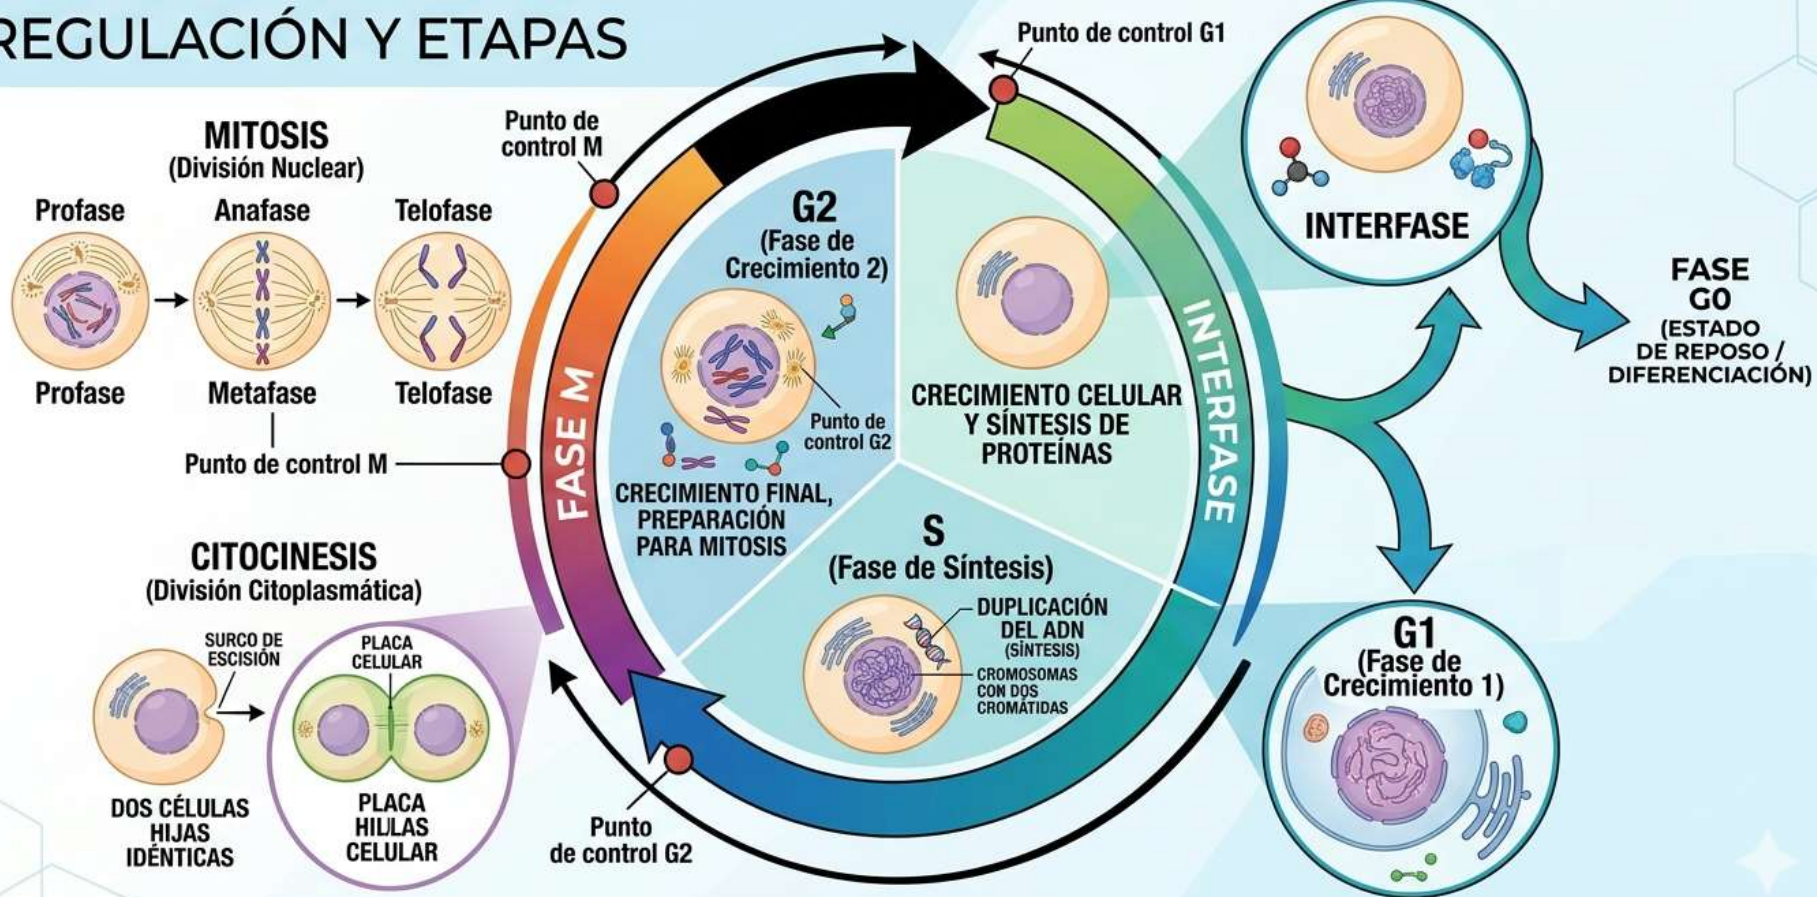 REGULACIÓN Y ETAPAS
MITOSIS
(División Nuclear)
Profase
Anafase
Telofase
Profase
Metafase
Telofase
Punto de control M
Punto de
control M
CITOCINESIS
(División Citoplasmática)
SURCO DE
ESCISIÓN
PLACA
CELULAR
DOS CÉLULAS
HIJAS
IDÉNTICAS
PLACA
HILLAS
CELULAR
FASE M
G2
(Fase de
Crecimiento 2)
Punto de
control G2
CRECIMIENTO FINAL,
PREPARACIÓN
PARA MITOSIS
CRECIMIENTO CELULAR
Y SÍNTESIS DE
PROTEÍNAS
S
(Fase de Síntesis)
DUPLICACIÓN
DEL ADN
(SÍNTESIS)
CROMOSOMAS
CON DOS
CROMÁTIDAS
Punto
de control G2
Punto de control G1
INTERFASE
INTERFASE
FASE
G0
(ESTADO
DE REPOSO /
DIFERENCIACIÓN)
G1
(Fase de
Crecimiento 1)